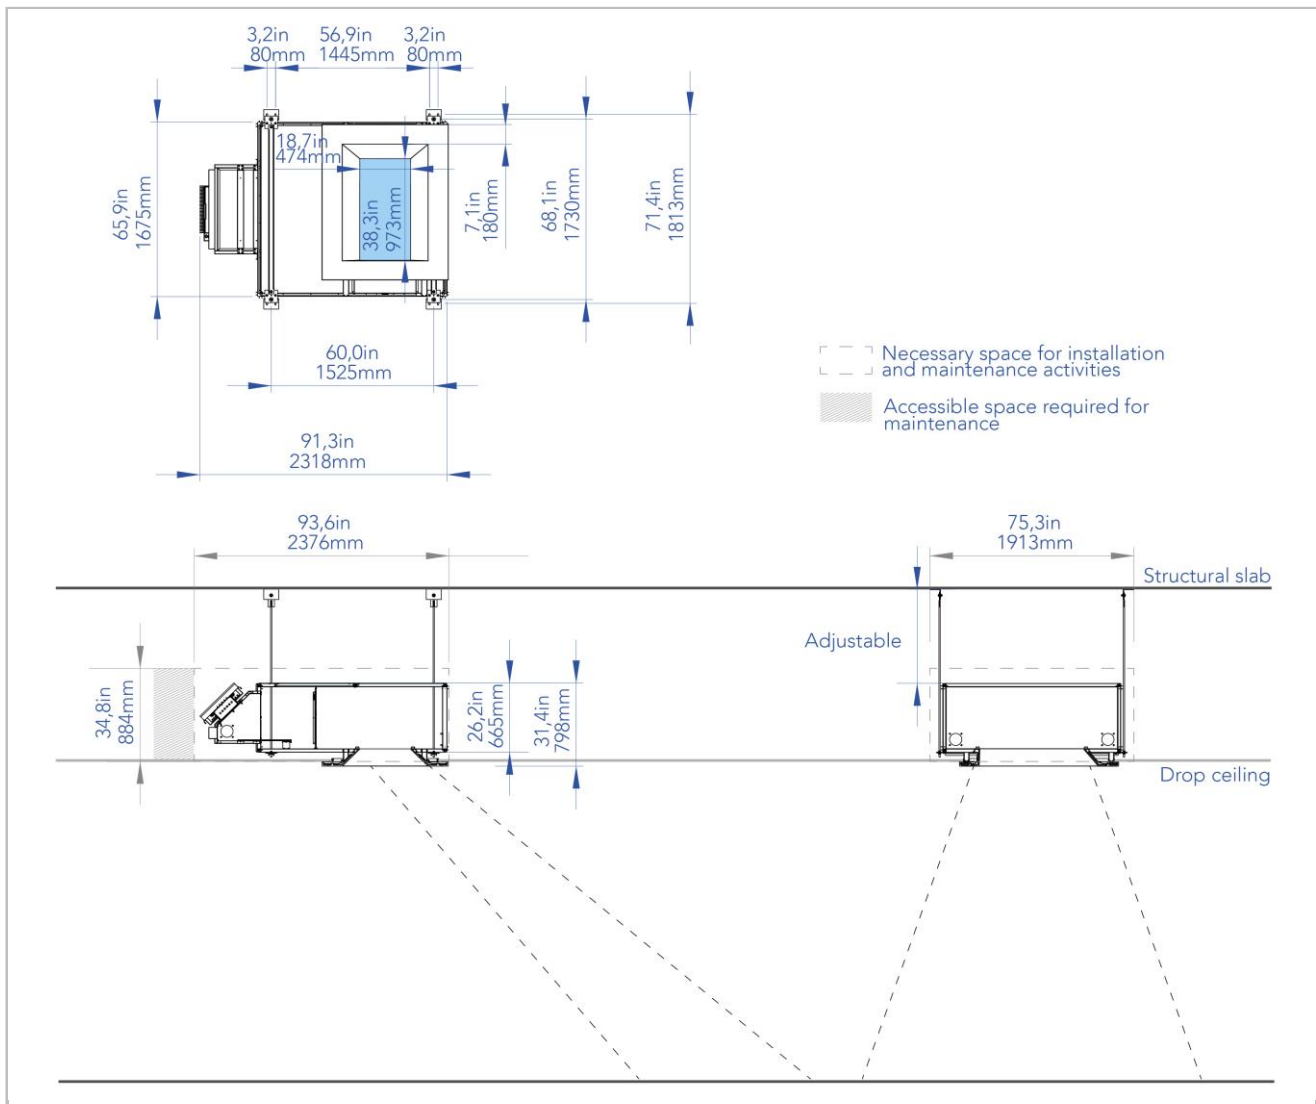 3,2in
80mm
56,9in
1445mm
3,2in
80mm
18,7in
474mm
65,9in
1675mm
38,3in
973mm
7,1in
180mm
68,1in
1730mm
71,4in
1813mm
60,0in
1525mm
Necessary space for installation
and maintenance activities
Accessible space required for
maintenance
91,3in
2318mm
93,6in
2376mm
75,3in
1913mm
Structural slab
Adjustable
34,8in
884mm
26,2in
665mm
31,4in
798mm
Drop ceiling